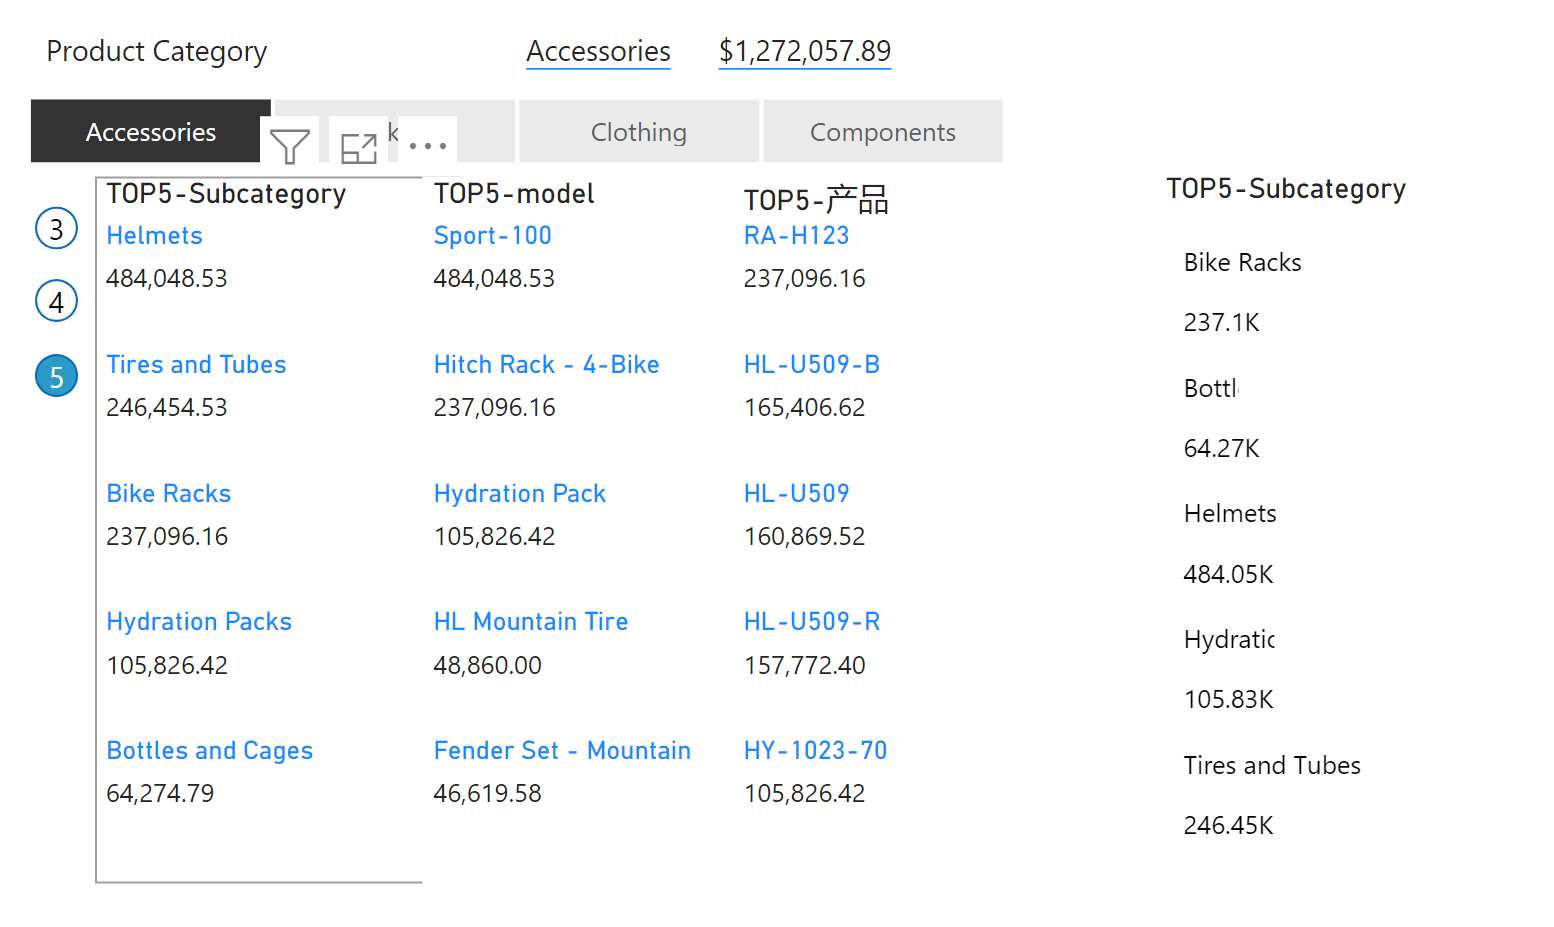 Product Category
Accessories
$1,272,057.89
Accessories
k
Clothing
Components
3
4
5
TOP5-Subcategory
Helmets
484,048.53
Tires and Tubes
246,454.53
Bike Racks
237,096.16
Hydration Packs
105,826.42
Bottles and Cages
64,274.79
TOP5-model
Sport-100
484,048.53
Hitch Rack - 4-Bike
237,096.16
Hydration Pack
105,826.42
HL Mountain Tire
48,860.00
Fender Set - Mountain
46,619.58
TOP5-产品
RA-H123
237,096.16
HL-U509-B
165,406.62
HL-U509
160,869.52
HL-U509-R
157,772.40
HY-1023-70
105,826.42
TOP5-Subcategory
Bike Racks
237.1K
Bottl
64.27K
Helmets
484.05K
Hydratic
105.83K
Tires and Tubes
246.45K